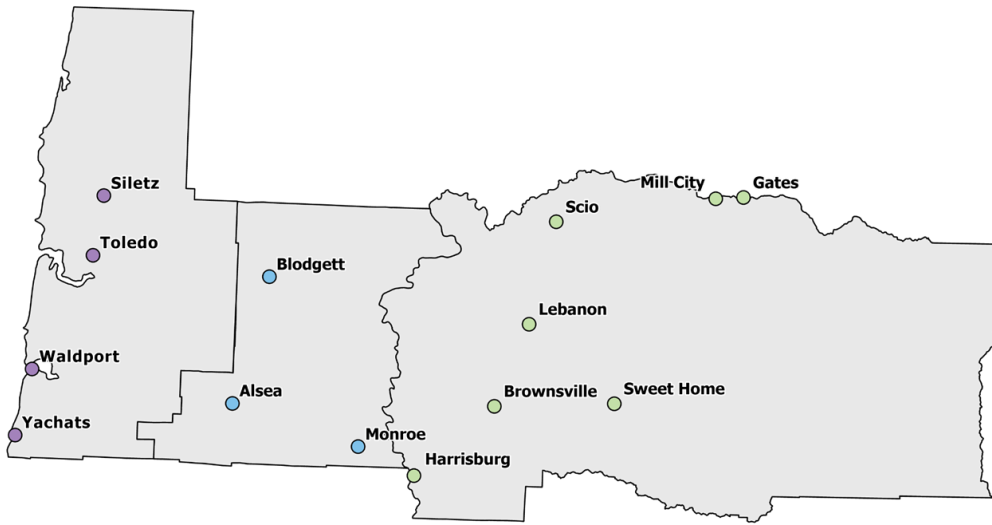 Siletz
Mill City
Gates
Scio
Toledo
Blodgett
Lebanon
Waldport
Alsea
Brownsville
Sweet Home
Yachats
Monroe
Harrisburg